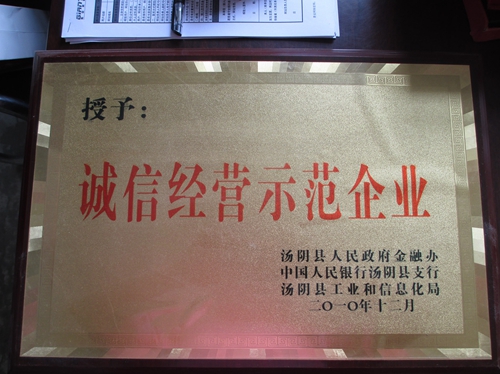 授予：
诚信经营示范企业
汤阴县人民政府金融办
中国人民银行汤阴县支行
汤阴县工业和信息化局
二〇一〇年十二月